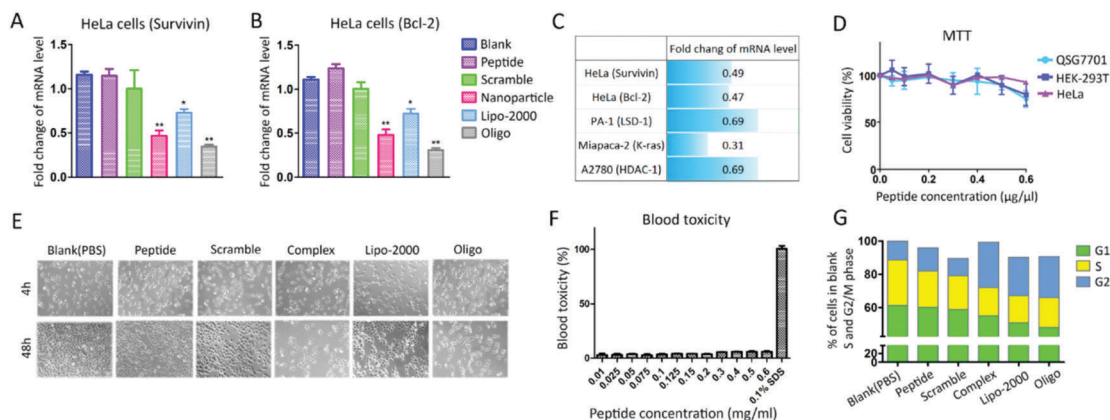 A
HeLa cells (Survivin)
Fold change of mRNA level
1.5
1.0
0.5
0.0
**
*
**
B
HeLa cells (Bcl-2)
Fold change of mRNA level
1.5
1.0
0.5
0.0
**
*
**
Blank
Peptide
Scramble
Nanoparticle
Lipo-2000
Oligo
C
Fold chang of mRNA level
HeLa (Survivin) 0.49
HeLa (Bcl-2) 0.47
PA-1 (LSD-1) 0.69
Miapaca-2 (K-ras) 0.31
A2780 (HDAC-1) 0.69
D
MTT
Cell viability (%)
100
50
0
0.0 0.2 0.4 0.6
Peptide concentration (μg/μl)
QSG7701
HEK-293T
HeLa
E
Blank(PBS) Peptide Scramble Complex Lipo-2000 Oligo
4h
48h
F
Blood toxicity
Blood toxicity (%)
100
50
0
0.01 0.025 0.05 0.075 0.1 0.125 0.15 0.2 0.3 0.4 0.5 0.6 0.1% SDS
Peptide concentration (mg/ml)
G
% of cells in blank
S and G2/M phase
100
80
60
20
0
Blank(PBS) Peptide Scramble Complex Lipo-2000 Oligo
G1
S
G2